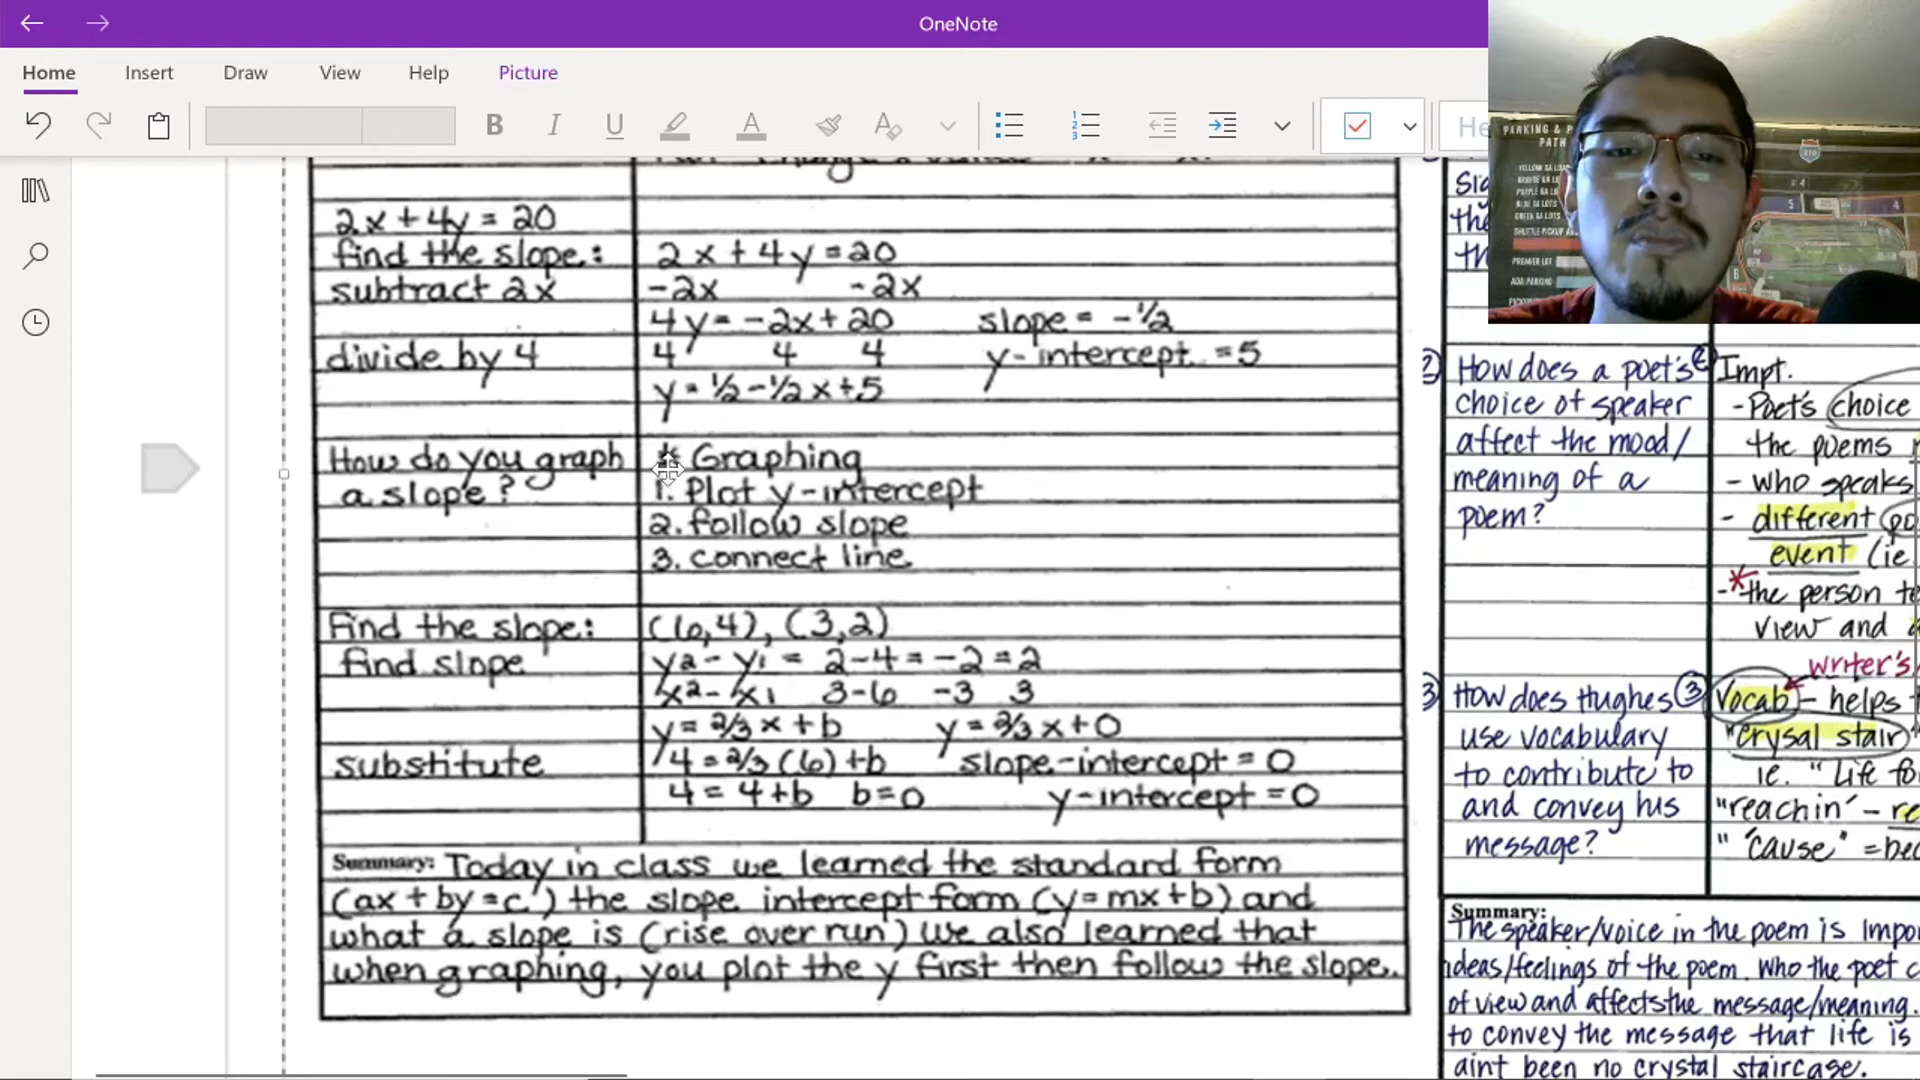 OneNote
Home Insert Draw View Help Picture
B I U A
PARKING & P
PATH
2x + 4y = 20
find the slope: 2x + 4y = 20
subtract 2x -2x -2x
4y = -2x + 20 slope = -1/2
divide by 4 4 4 4 y-intercept = 5
y = 1/2 - 1/2 x + 5
How do you graph * Graphing
a slope? 1. Plot y-intercept
2. follow slope
3. connect line
Find the slope: (6,4), (3,2)
find slope y2 - y1 = 2-4 = -2 = 2
x2 - x1 3-6 -3 3
y = 2/3 x + b y = 2/3 x + 0
substitute 4 = 2/3 (6) + b slope-intercept = 0
4 = 4 + b b = 0 y-intercept = 0
Summary: Today in class we learned the standard form
(ax + by = c) the slope intercept form (y = mx + b) and
what a slope is (rise over run) we also learned that
when graphing, you plot the y first then follow the slope.
② How does a poet's ② Impt.
choice of speaker - Poet's choice
affect the mood/ the poems
meaning of a - who speaks
poem? - different
event (ie.
* - the person
view and
writer's
③ How does Hughes ③ Vocab - helps
use vocabulary "crysal stair"
to contribute to ie. "Life
and convey his "reachin' -
message? "'cause" =
Summary:
The speaker/voice in the poem is
ideas/feelings of the poem. Who the poet
of view and affects the message/meaning.
to convey the message that life is
aint been no crystal staircase.